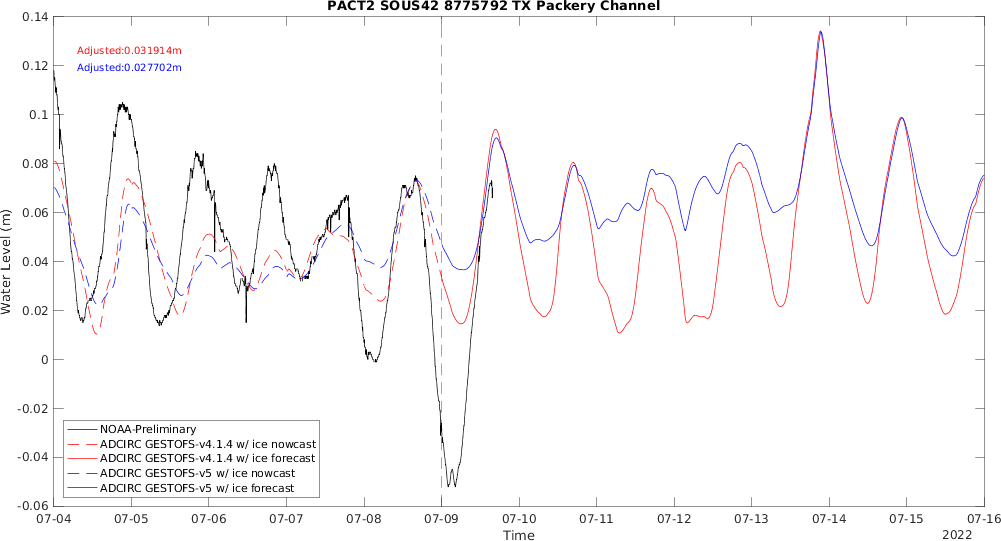 PACT2 SOUS42 8775792 TX Packery Channel
0.14
0.12
0.1
0.08
0.06
0.04
0.02
0
-0.02
-0.04
-0.06
Water Level (m)
Adjusted:0.031914m
Adjusted:0.027702m
NOAA-Preliminary
ADCIRC GESTOFS-v4.1.4 w/ ice nowcast
ADCIRC GESTOFS-v4.1.4 w/ ice forecast
ADCIRC GESTOFS-v5 w/ ice nowcast
ADCIRC GESTOFS-v5 w/ ice forecast
07-04 07-05 07-06 07-07 07-08 07-09 07-10 07-11 07-12 07-13 07-14 07-15 07-16
Time
2022